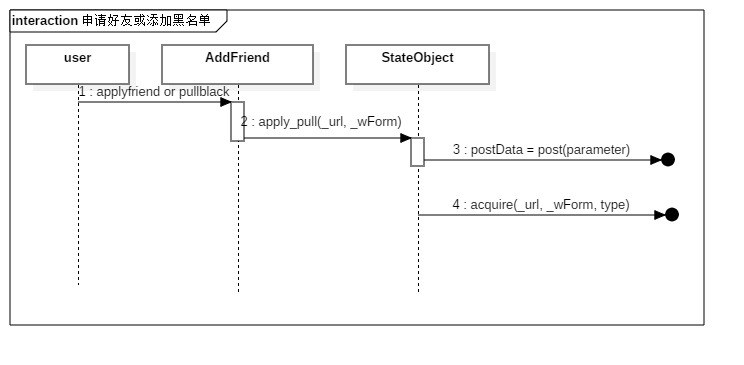 interaction 申请好友或添加黑名单
user
AddFriend
StateObject
1 : applyfriend or pullblack
2 : apply_pull(_url, _wForm)
3 : postData = post(parameter)
4 : acquire(_url, _wForm, type)